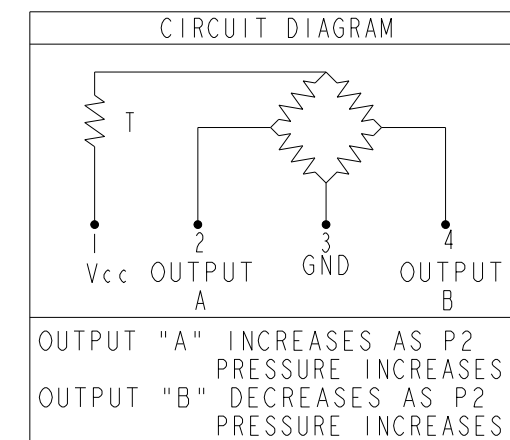 CIRCUIT DIAGRAM
T
1 2 3 4
Vcc OUTPUT GND OUTPUT
A B
OUTPUT "A" INCREASES AS P2
PRESSURE INCREASES
OUTPUT "B" DECREASES AS P2
PRESSURE INCREASES